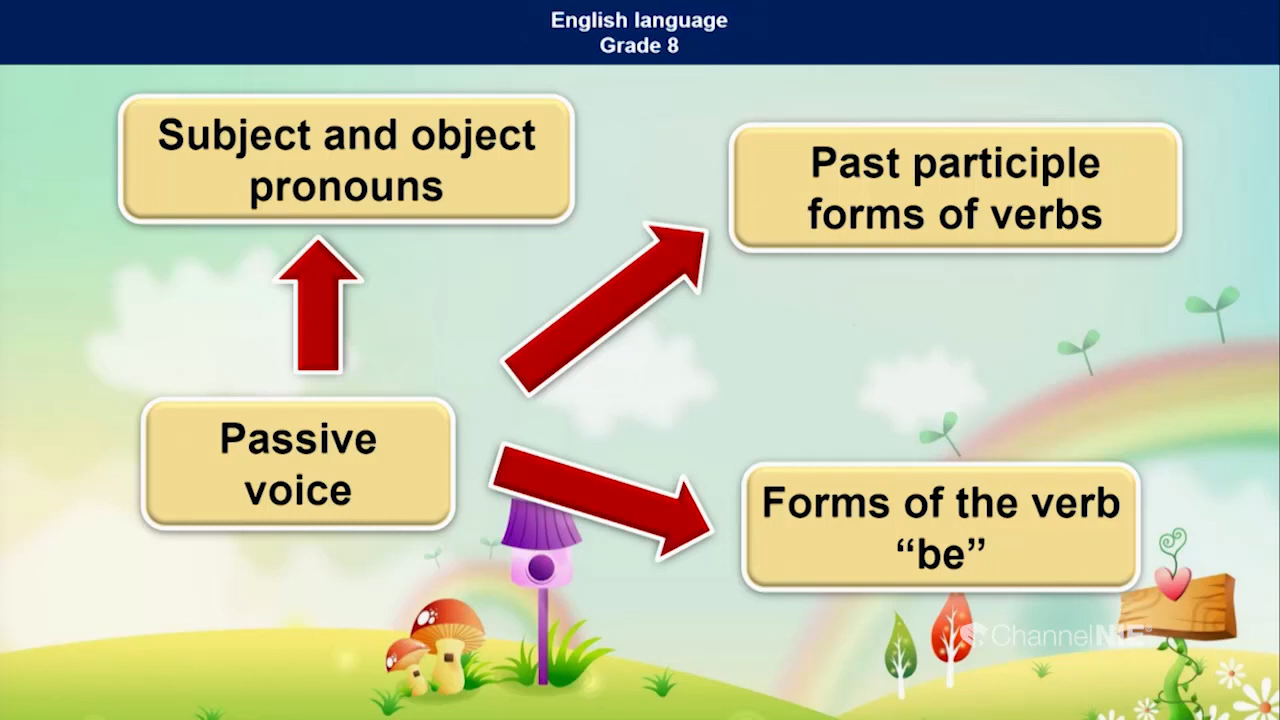 English language
Grade 8
Subject and object
pronouns
Past participle
forms of verbs
Passive
voice
Forms of the verb
“be”
ChannelNIE